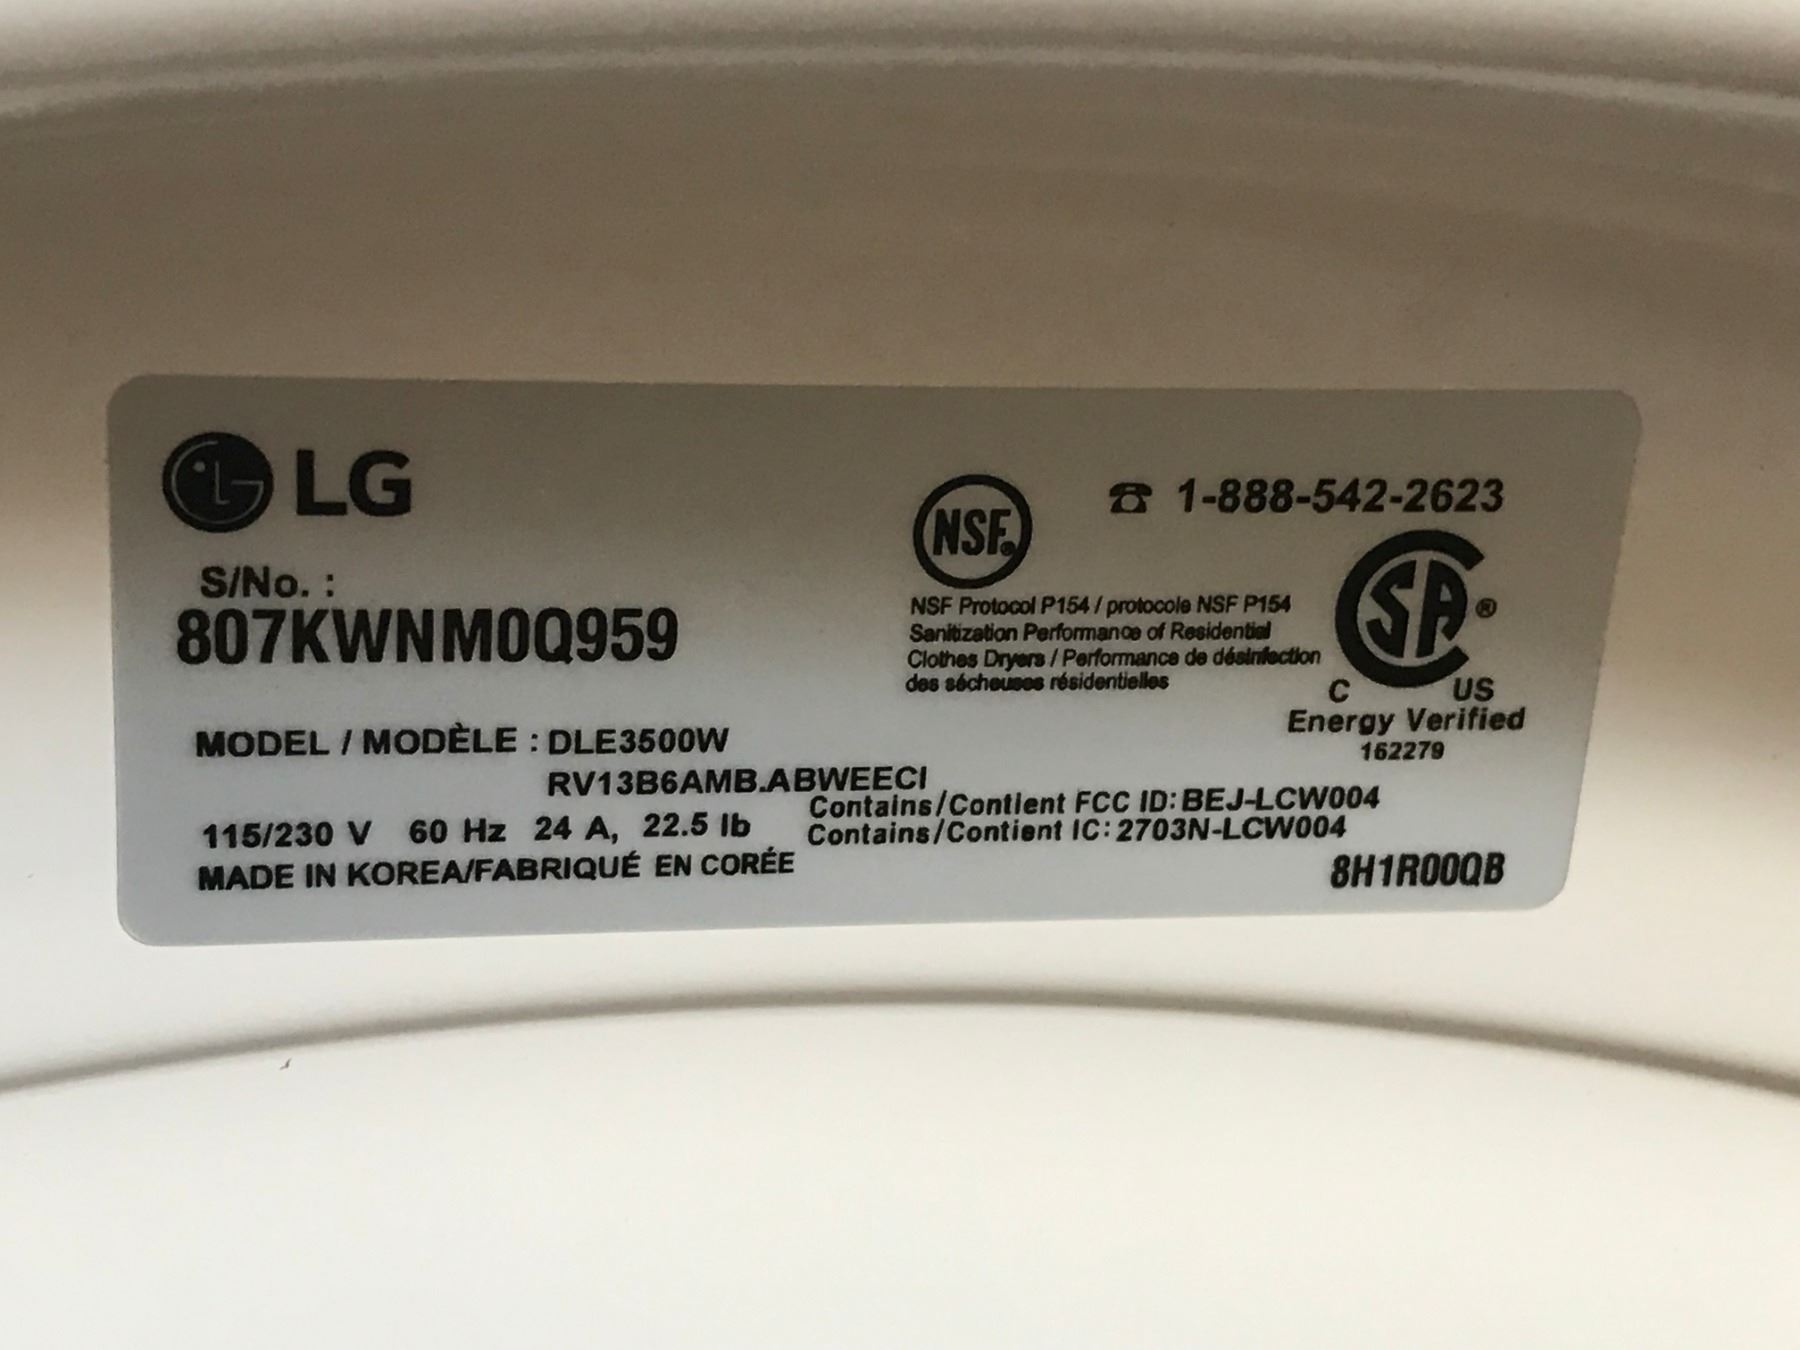 LG
S/No. :
807KWNM0Q959
MODEL / MODÈLE : DLE3500W
RV13B6AMB.ABWEECI
115/230 V 60 Hz 24 A, 22.5 lb
MADE IN KOREA/FABRIQUÉ EN CORÉE
NSF®
NSF Protocol P154 / protocole NSF P154
Sanitization Performance of Residential
Clothes Dryers / Performance de désinfection
des sécheuses résidentielles
☎ 1-888-542-2623
SA®
C US
Energy Verified
162279
Contains/Contient FCC ID: BEJ-LCW004
Contains/Contient IC: 2703N-LCW004
8H1R00QB